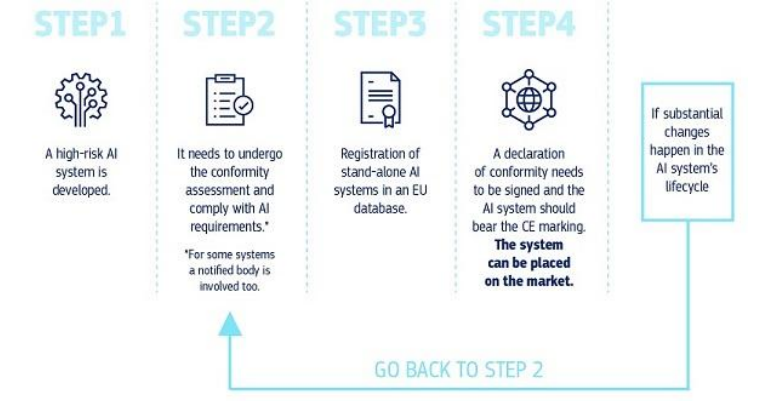 STEP1
A high-risk AI
system is
developed.
STEP2
It needs to undergo
the conformity
assessment and
comply with AI
requirements.*
*For some systems
a notified body is
involved too.
STEP3
Registration of
stand-alone AI
systems in an EU
database.
STEP4
A declaration
of conformity needs
to be signed and the
AI system should
bear the CE marking.
The system
can be placed
on the market.
If substantial
changes
happen in the
AI system's
lifecycle
GO BACK TO STEP 2